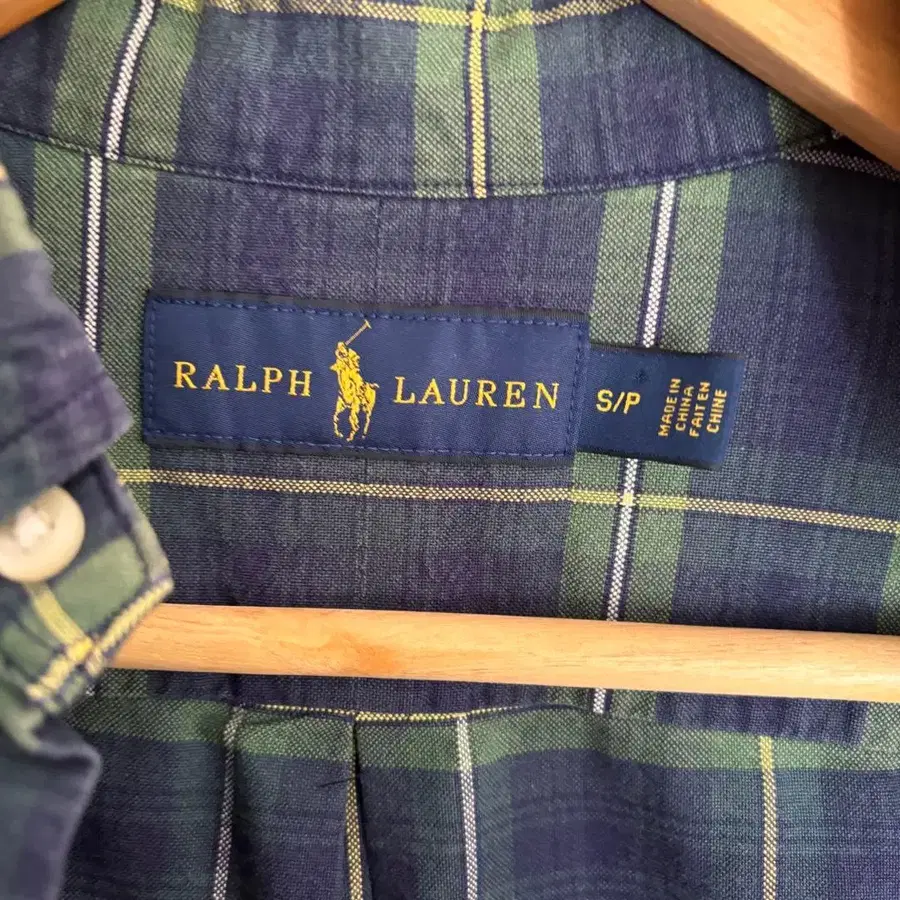 RALPH LAUREN
S/P
MADE IN
CHINA
FAIT EN
CHINE